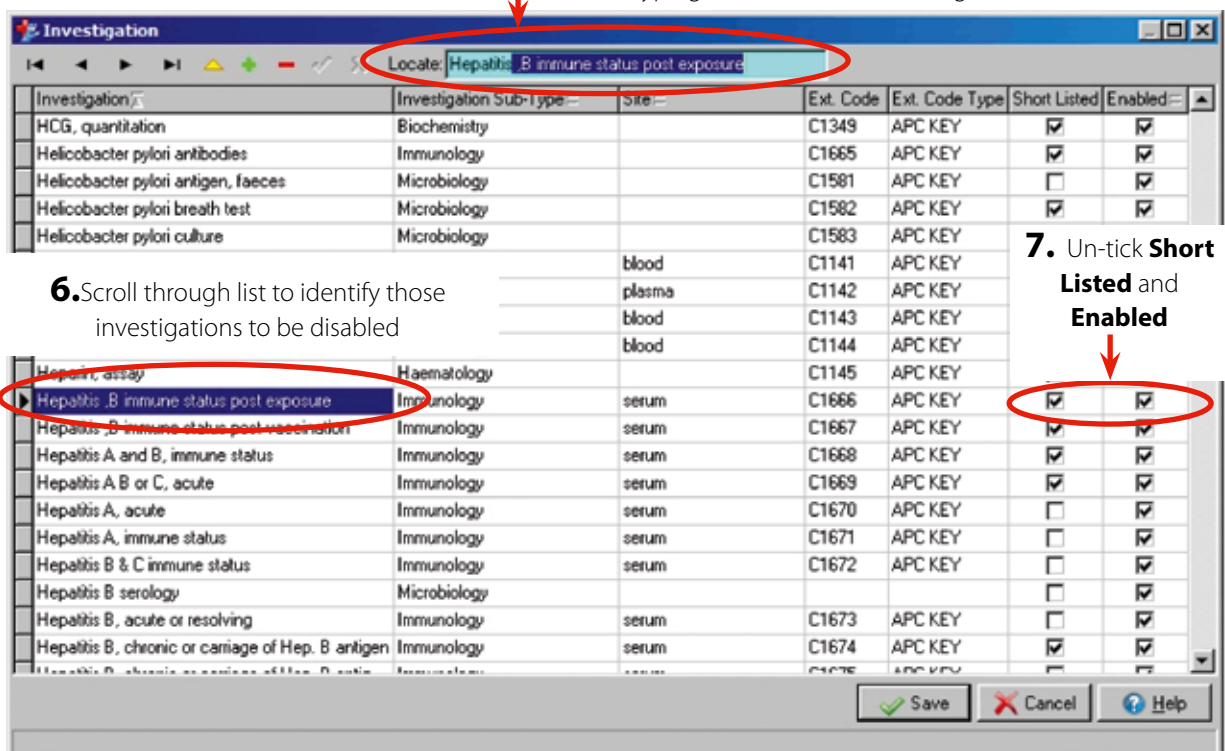 Investigation
Locate: Hepatitis ,B immune status post exposure
Investigation Investigation Sub-Type Site Ext. Code Ext. Code Type Short Listed Enabled
HCG, quantitation Biochemistry C1349 APC KEY
Helicobacter pylori antibodies Immunology C1665 APC KEY
Helicobacter pylori antigen, faeces Microbiology C1581 APC KEY
Helicobacter pylori breath test Microbiology C1582 APC KEY
Helicobacter pylori culture Microbiology C1583 APC KEY
blood C1141 APC KEY
plasma C1142 APC KEY
blood C1143 APC KEY
blood C1144 APC KEY
6. Scroll through list to identify those
investigations to be disabled
7. Un-tick Short
Listed and
Enabled
Heparin, assay Haematology C1145 APC KEY
Hepatitis ,B immune status post exposure Immunology serum C1666 APC KEY
Hepatitis ,B immune status post vaccination Immunology serum C1667 APC KEY
Hepatitis A and B, immune status Immunology serum C1668 APC KEY
Hepatitis A B or C, acute Immunology serum C1669 APC KEY
Hepatitis A, acute Immunology serum C1670 APC KEY
Hepatitis A, immune status Immunology serum C1671 APC KEY
Hepatitis B & C immune status Immunology serum C1672 APC KEY
Hepatitis B serology Microbiology
Hepatitis B, acute or resolving Immunology serum C1673 APC KEY
Hepatitis B, chronic or carriage of Hep. B antigen Immunology serum C1674 APC KEY
Save Cancel Help